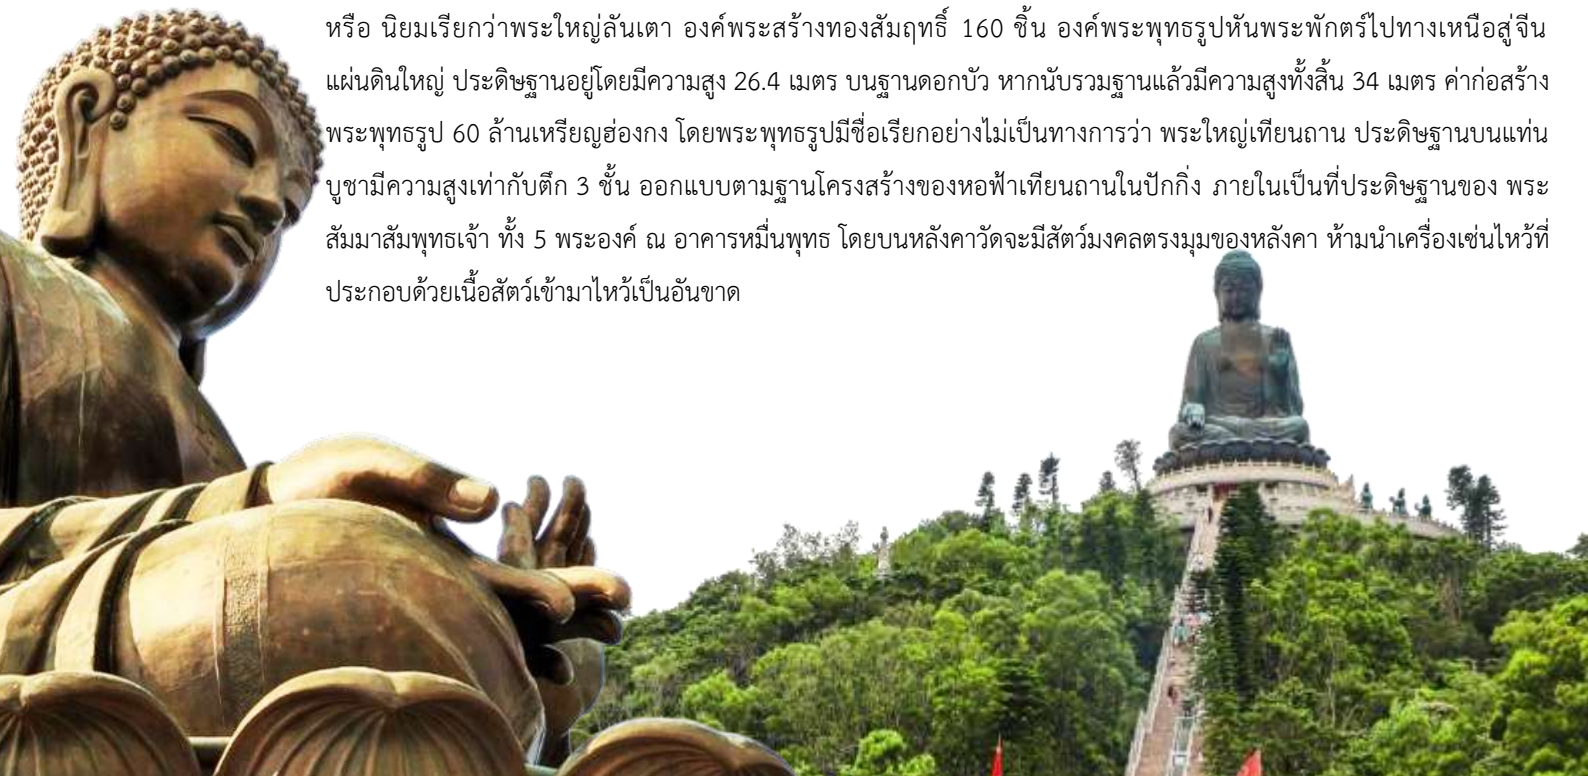 หรือ นิยมเรียกว่าพระใหญ่ลันเตา องค์พระสร้างทองสัมฤทธิ์ 160 ชิ้น องค์พระพุทธรูปหันพระพักตร์ไปทางเหนือสู่จีน
แผ่นดินใหญ่ ประดิษฐานอยู่โดยมีความสูง 26.4 เมตร บนฐานดอกบัว หากนับรวมฐานแล้วมีความสูงทั้งสิ้น 34 เมตร ค่าก่อสร้าง
พระพุทธรูป 60 ล้านเหรียญฮ่องกง โดยพระพุทธรูปมีชื่อเรียกอย่างไม่เป็นทางการว่า พระใหญ่เทียนถาน ประดิษฐานบนแท่น
บูชามีความสูงเท่ากับตึก 3 ชั้น ออกแบบตามฐานโครงสร้างของหอฟ้าเทียนถานในปักกิ่ง ภายในเป็นที่ประดิษฐานของ พระ
สัมมาสัมพุทธเจ้า ทั้ง 5 พระองค์ ณ อาคารหมื่นพุทธ โดยบนหลังคาวัดจะมีสัตว์มงคลตรงมุมของหลังคา ห้ามนำเครื่องเซ่นไหว้ที่
ประกอบด้วยเนื้อสัตว์เข้ามาไหว้เป็นอันขาด